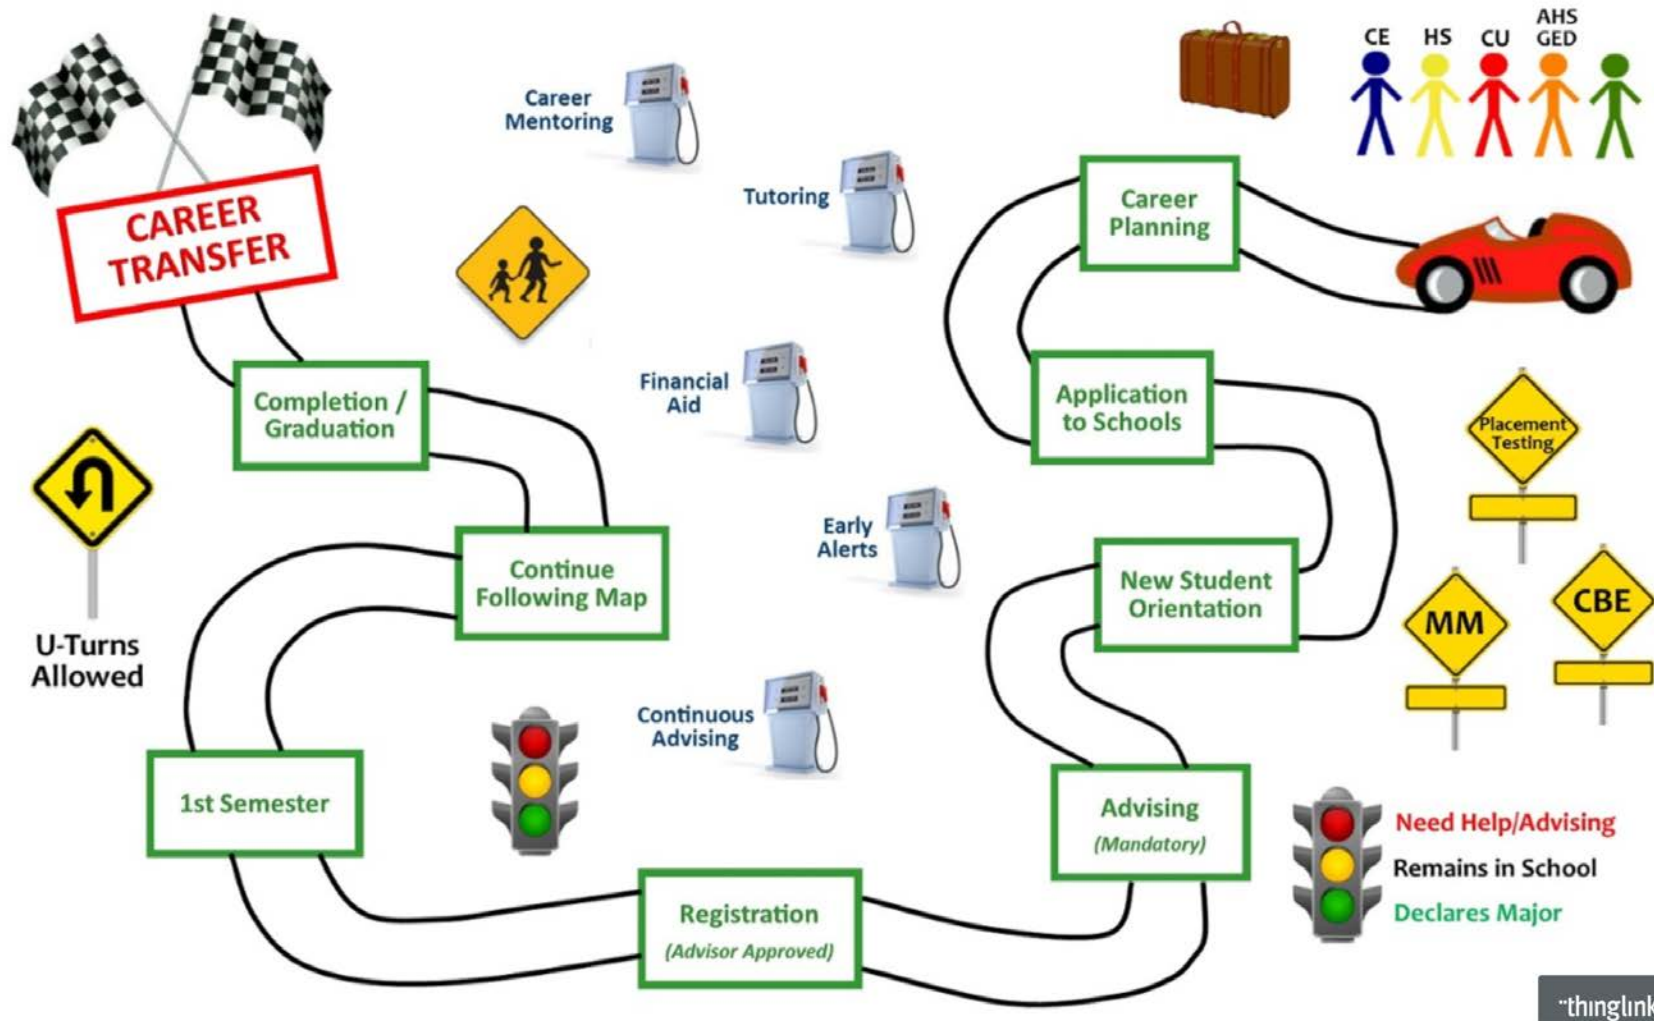 CAREER
TRANSFER
Career
Mentoring
Tutoring
CE
HS
CU
AHS
GED
Career
Planning
Completion /
Graduation
Financial
Aid
Application
to Schools
Placement
Testing
U-Turns
Allowed
Continue
Following Map
Early
Alerts
New Student
Orientation
MM
CBE
1st Semester
Continuous
Advising
Advising
(Mandatory)
Need Help/Advising
Remains in School
Declares Major
Registration
(Advisor Approved)
thinglink